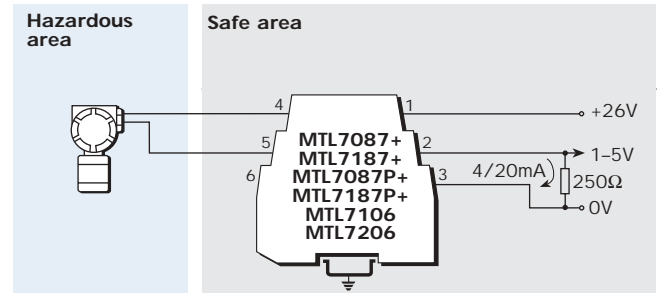 Hazardous
area
Safe area
4
1
+26V
5
2
MTL7087+
MTL7187+
1–5V
6
3
MTL7087P+
4/20mA
250Ω
MTL7187P+
MTL7106
0V
MTL7206